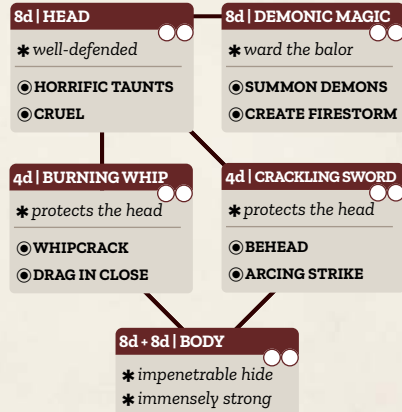 8d | HEAD
✱ well-defended
◉ HORRIFIC TAUNTS
◉ CRUEL
8d | DEMONIC MAGIC
✱ ward the balor
◉ SUMMON DEMONS
◉ CREATE FIRESTORM
4d | BURNING WHIP
✱ protects the head
◉ WHIPCRACK
◉ DRAG IN CLOSE
4d | CRACKLING SWORD
✱ protects the head
◉ BEHEAD
◉ ARCING STRIKE
8d + 8d | BODY
✱ impenetrable hide
✱ immensely strong